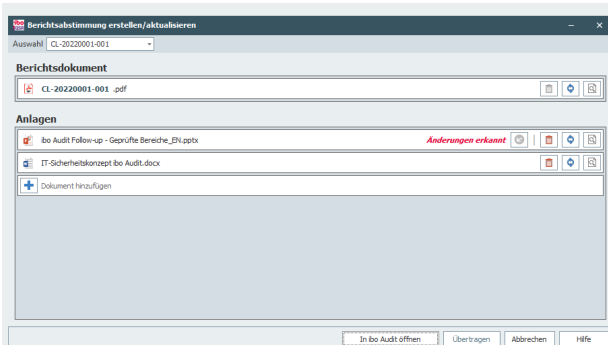 ibo Berichtsabstimmung erstellen/aktualisieren
Auswahl CL-20220001-001
Berichtsdokument
CL-20220001-001 .pdf
Anlagen
ibo Audit Follow-up - Geprüfte Bereiche_EN.pptx Änderungen erkannt
IT-Sicherheitskonzept ibo Audit.docx
Dokument hinzufügen
In ibo Audit öffnen Übertragen Abbrechen Hilfe